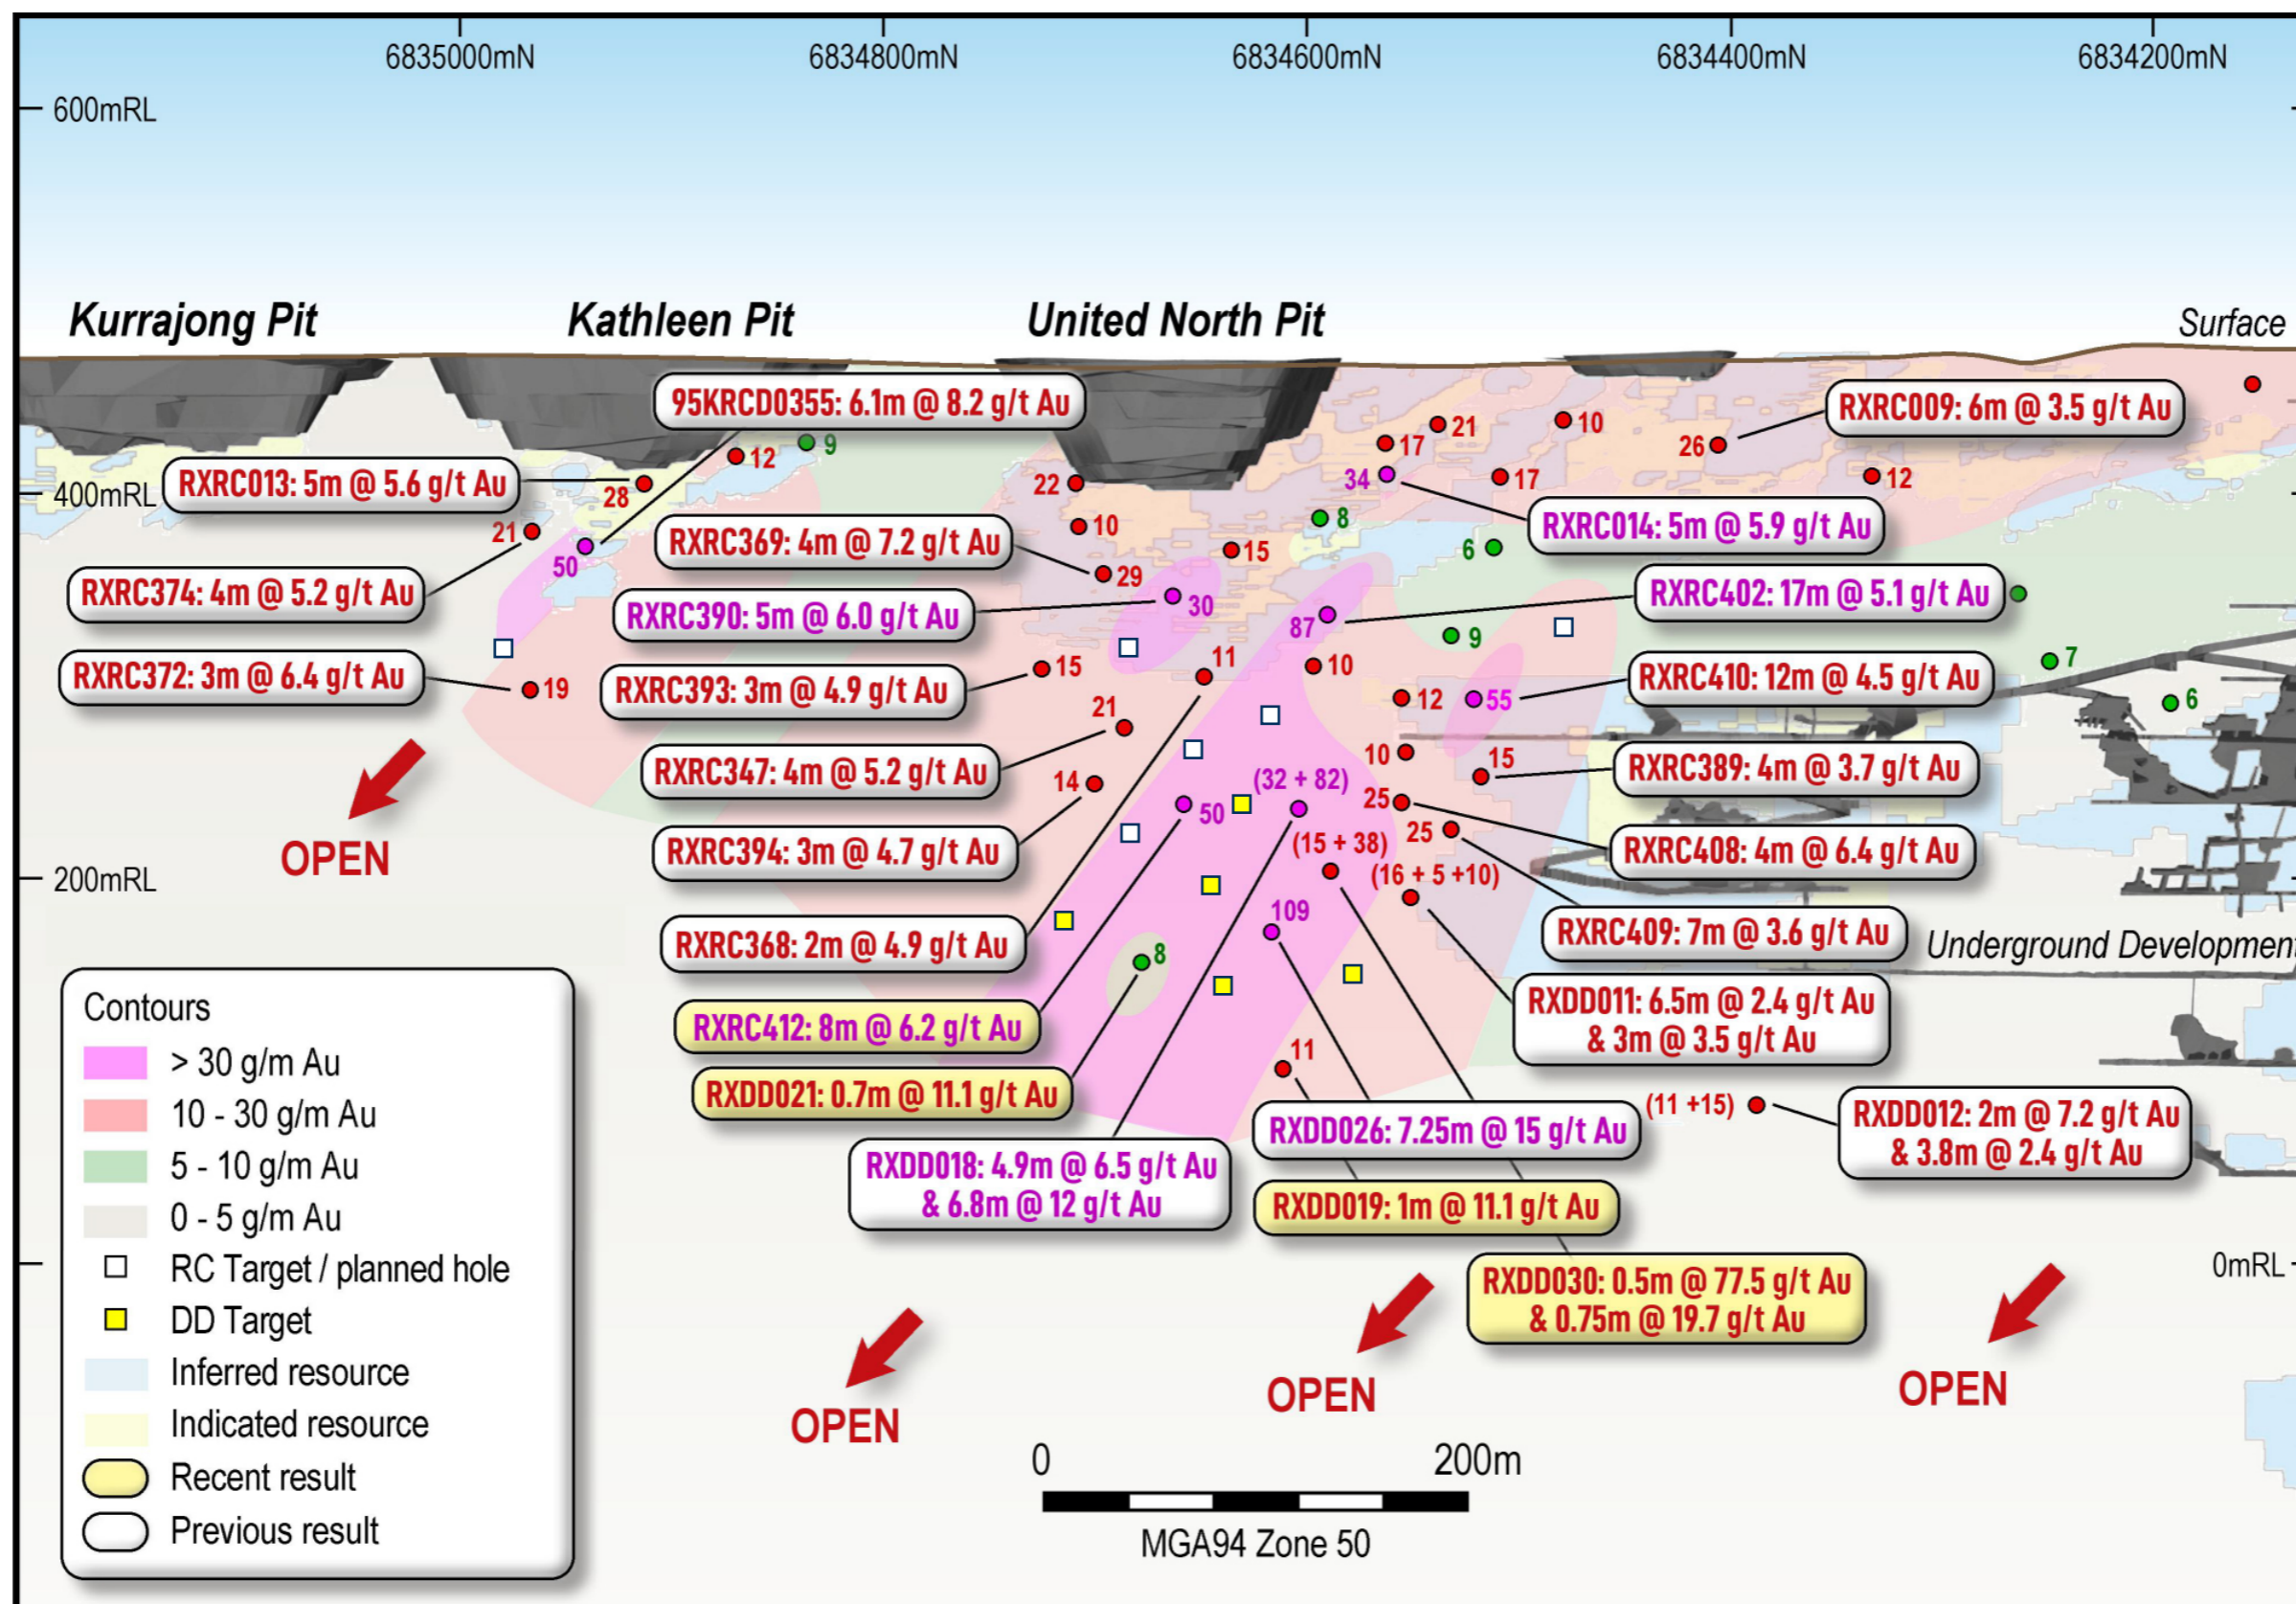 6835000mN
6834800mN
6834600mN
6834400mN
6834200mN
600mRL
Kurrajong Pit
Kathleen Pit
United North Pit
Surface
95KRCD0355: 6.1m @ 8.2 g/t Au
RXRC009: 6m @ 3.5 g/t Au
21
10
17
26
12
9
12
RXRC013: 5m @ 5.6 g/t Au
28
400mRL
22
34
17
RXRC014: 5m @ 5.9 g/t Au
21
10
8
RXRC369: 4m @ 7.2 g/t Au
15
6
50
29
RXRC374: 4m @ 5.2 g/t Au
RXRC390: 5m @ 6.0 g/t Au
30
87
RXRC402: 17m @ 5.1 g/t Au
9
RXRC372: 3m @ 6.4 g/t Au
19
RXRC393: 3m @ 4.9 g/t Au
15
11
10
7
RXRC410: 12m @ 4.5 g/t Au
12
55
6
21
RXRC347: 4m @ 5.2 g/t Au
10
15
RXRC389: 4m @ 3.7 g/t Au
14
(32 + 82)
50
25
25
OPEN
RXRC394: 3m @ 4.7 g/t Au
(15 + 38)
RXRC408: 4m @ 6.4 g/t Au
200mRL
(16 + 5 +10)
109
RXRC368: 2m @ 4.9 g/t Au
8
RXRC409: 7m @ 3.6 g/t Au
Underground Development
RXRC412: 8m @ 6.2 g/t Au
RXDD011: 6.5m @ 2.4 g/t Au
& 3m @ 3.5 g/t Au
11
RXDD021: 0.7m @ 11.1 g/t Au
(11 +15)
RXDD012: 2m @ 7.2 g/t Au
& 3.8m @ 2.4 g/t Au
RXDD026: 7.25m @ 15 g/t Au
RXDD018: 4.9m @ 6.5 g/t Au
& 6.8m @ 12 g/t Au
RXDD019: 1m @ 11.1 g/t Au
0mRL
RXDD030: 0.5m @ 77.5 g/t Au
& 0.75m @ 19.7 g/t Au
OPEN
OPEN
OPEN
Contours
> 30 g/m Au
10 - 30 g/m Au
5 - 10 g/m Au
0 - 5 g/m Au
RC Target / planned hole
DD Target
Inferred resource
Indicated resource
Recent result
Previous result
0
200m
MGA94 Zone 50